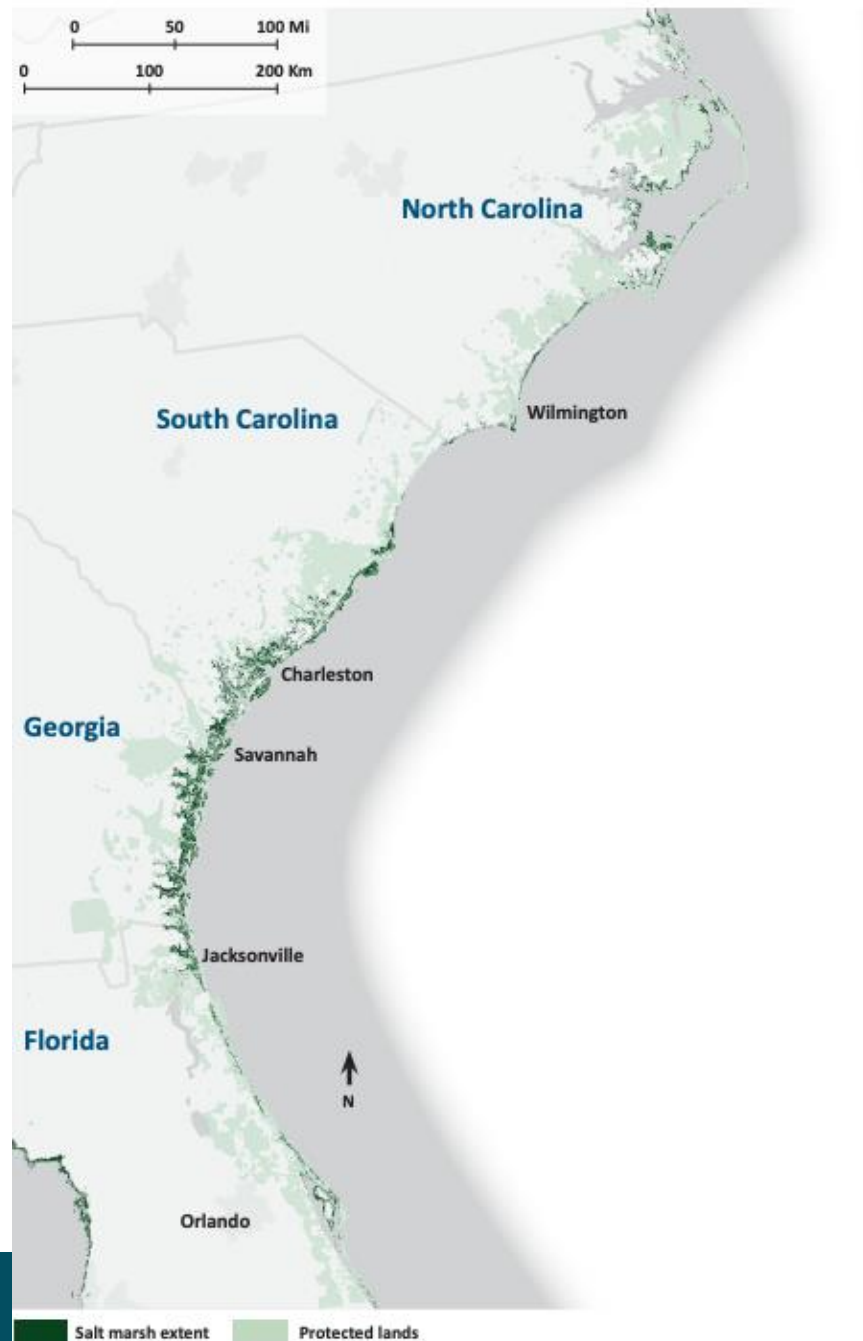 0 50 100 Mi
0 100 200 Km
North Carolina
Wilmington
South Carolina
Charleston
Georgia
Savannah
Jacksonville
Florida
N
Orlando
Salt marsh extent Protected lands